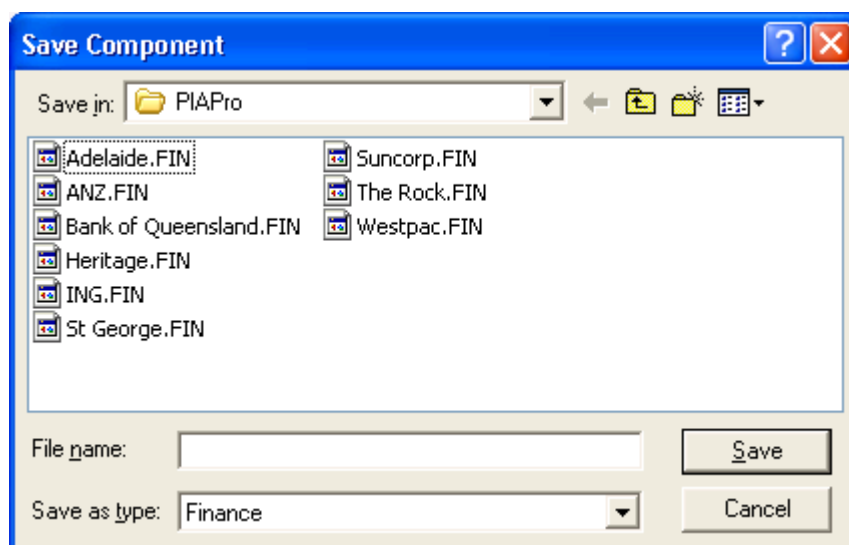 Save Component
Save in: PIAPro
Adelaide.FIN
ANZ.FIN
Bank of Queensland.FIN
Heritage.FIN
ING.FIN
St George.FIN
Suncorp.FIN
The Rock.FIN
Westpac.FIN
File name:
Save
Save as type: Finance
Cancel